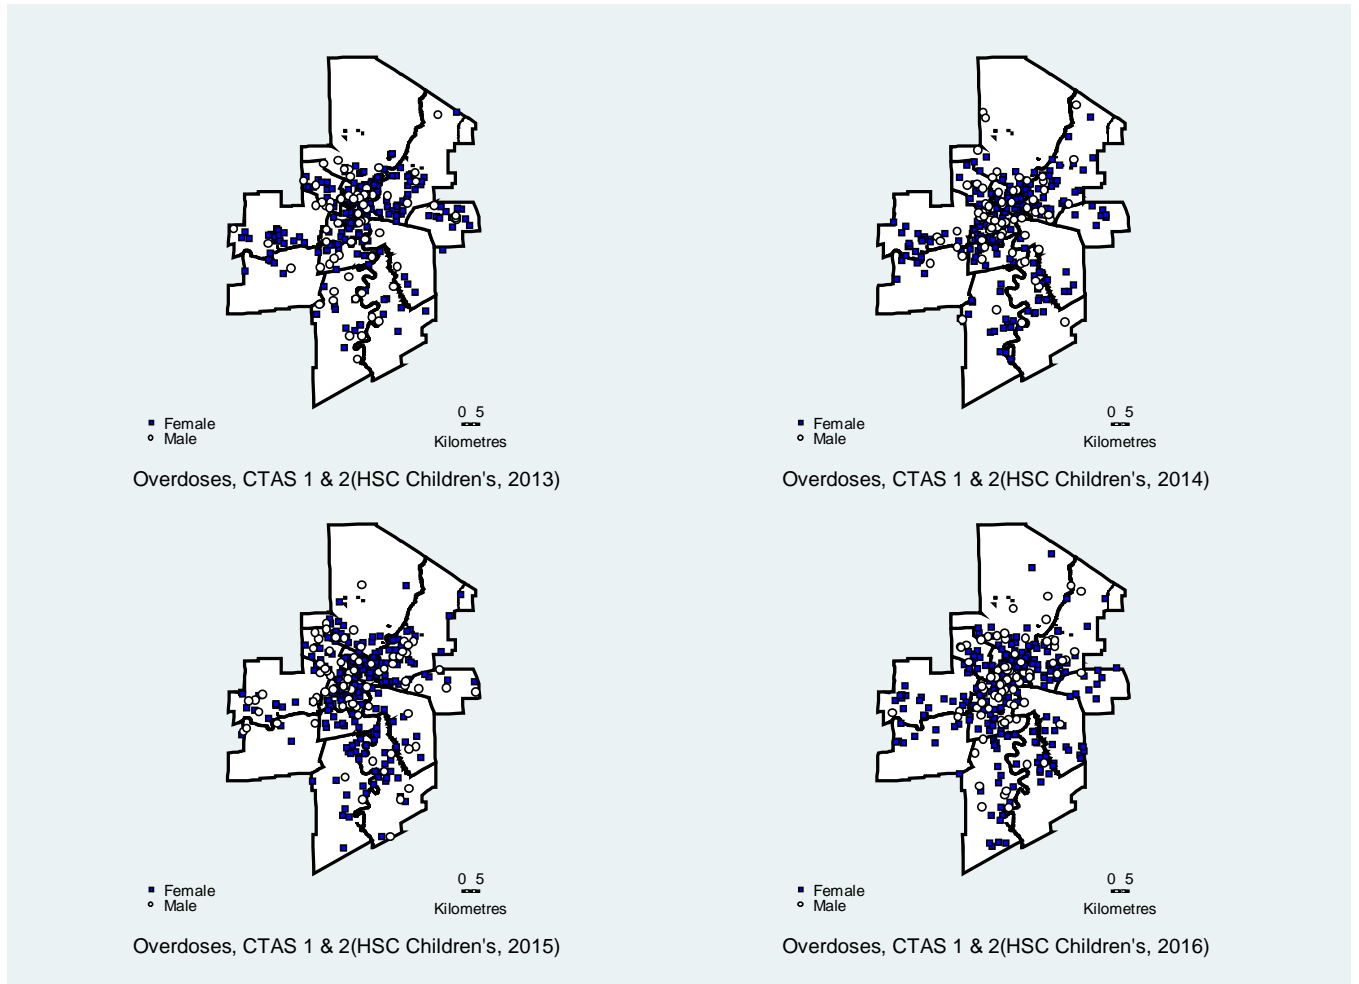 0 5
Female
Male
Kilometres
Overdoses, CTAS 1 & 2(HSC Children's, 2013)
0 5
Female
Male
Kilometres
Overdoses, CTAS 1 & 2(HSC Children's, 2014)
0 5
Female
Male
Kilometres
Overdoses, CTAS 1 & 2(HSC Children's, 2015)
0 5
Female
Male
Kilometres
Overdoses, CTAS 1 & 2(HSC Children's, 2016)